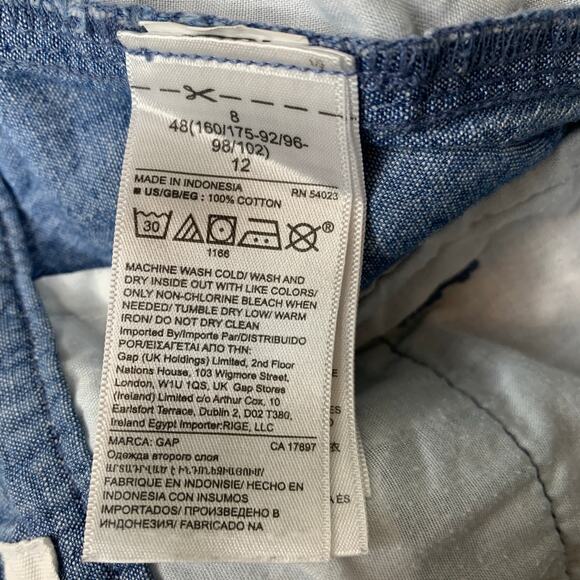 8
48(160/175-92/96-
98/102)
12
MADE IN INDONESIA RN 54023
■ US/GB/EG : 100% COTTON
30 ®
1166
MACHINE WASH COLD/ WASH AND
DRY INSIDE OUT WITH LIKE COLORS/
ONLY NON-CHLORINE BLEACH WHEN
NEEDED/ TUMBLE DRY LOW/ WARM
IRON/ DO NOT DRY CLEAN
Imported By/Importe Par/Distribuido
POR/ΕΙΣΑΓΕΤΑΙ ΑΠΟ ΤΗΝ:
Gap (UK Holdings) Limited, 2nd Floor
Nations House, 103 Wigmore Street,
London, W1U 1QS, UK Gap Stores
(Ireland) Limited c/o Arthur Cox, 10
Earlsfort Terrace, Dublin 2, D02 T380,
Ireland Egypt Importer:RIGE, LLC
MARCA: GAP CA 17897
Одежда второго слоя
ԱՐՏԱԴՐՎԱԾ Է ԻՆԴՈՆԵԶԻԱՅՈՒՄ/
FABRIQUE EN INDONESIE/ HECHO EN
INDONESIA CON INSUMOS
IMPORTADOS/ ПРОИЗВЕДЕНО В
ИНДОНЕЗИИ/ FABRICADO NA